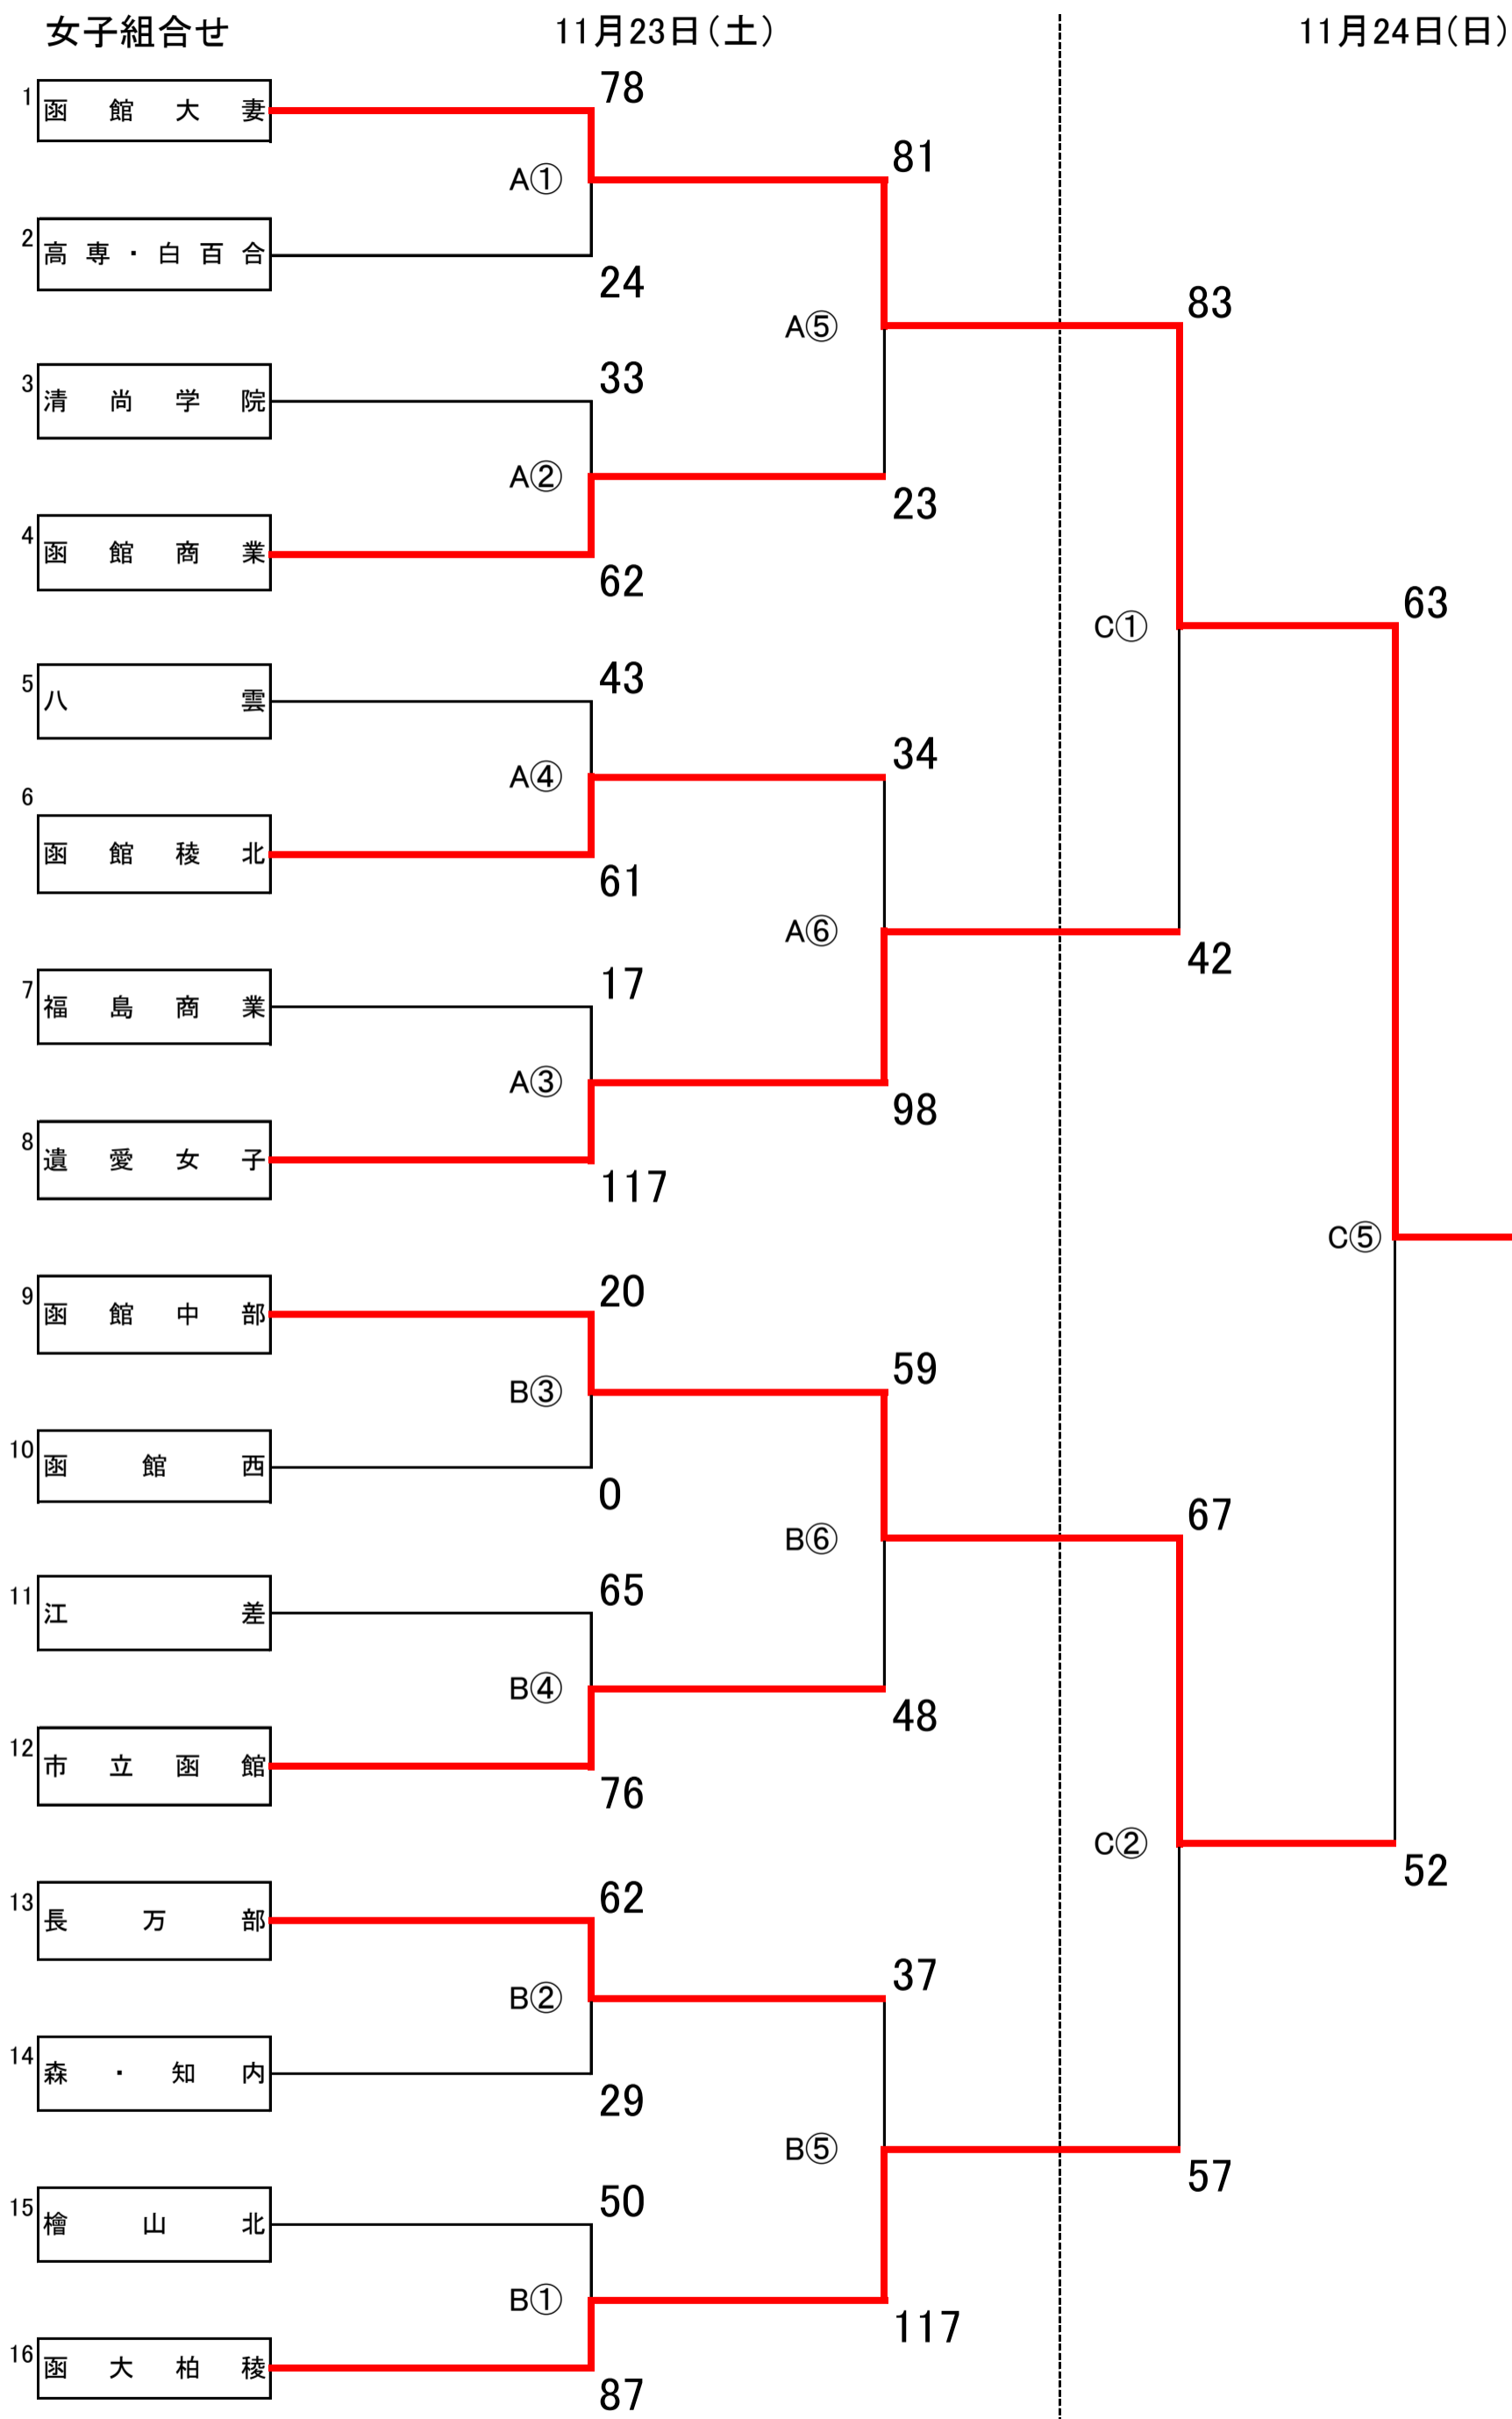 女子組合せ 11月23日(土) 11月24日(日)
1 函館大妻 78
A① 81
2 高専・白百合 24
A⑤ 83
3 清尚学院 33
A② 23
4 函館商業 62
C① 63
5 八雲 43
A④ 34
6 函館稜北 61
A⑥ 42
7 福島商業 17
A③ 98
8 遺愛女子 117
C⑤
9 函館中部 20
B③ 59
10 函館西 0
B⑥ 67
11 江差 65
B④ 48
12 市立函館 76
C② 52
13 長万部 62
B② 37
14 森・知内 29
B⑤ 57
15 檜山北 50
B① 117
16 函大柏稜 87